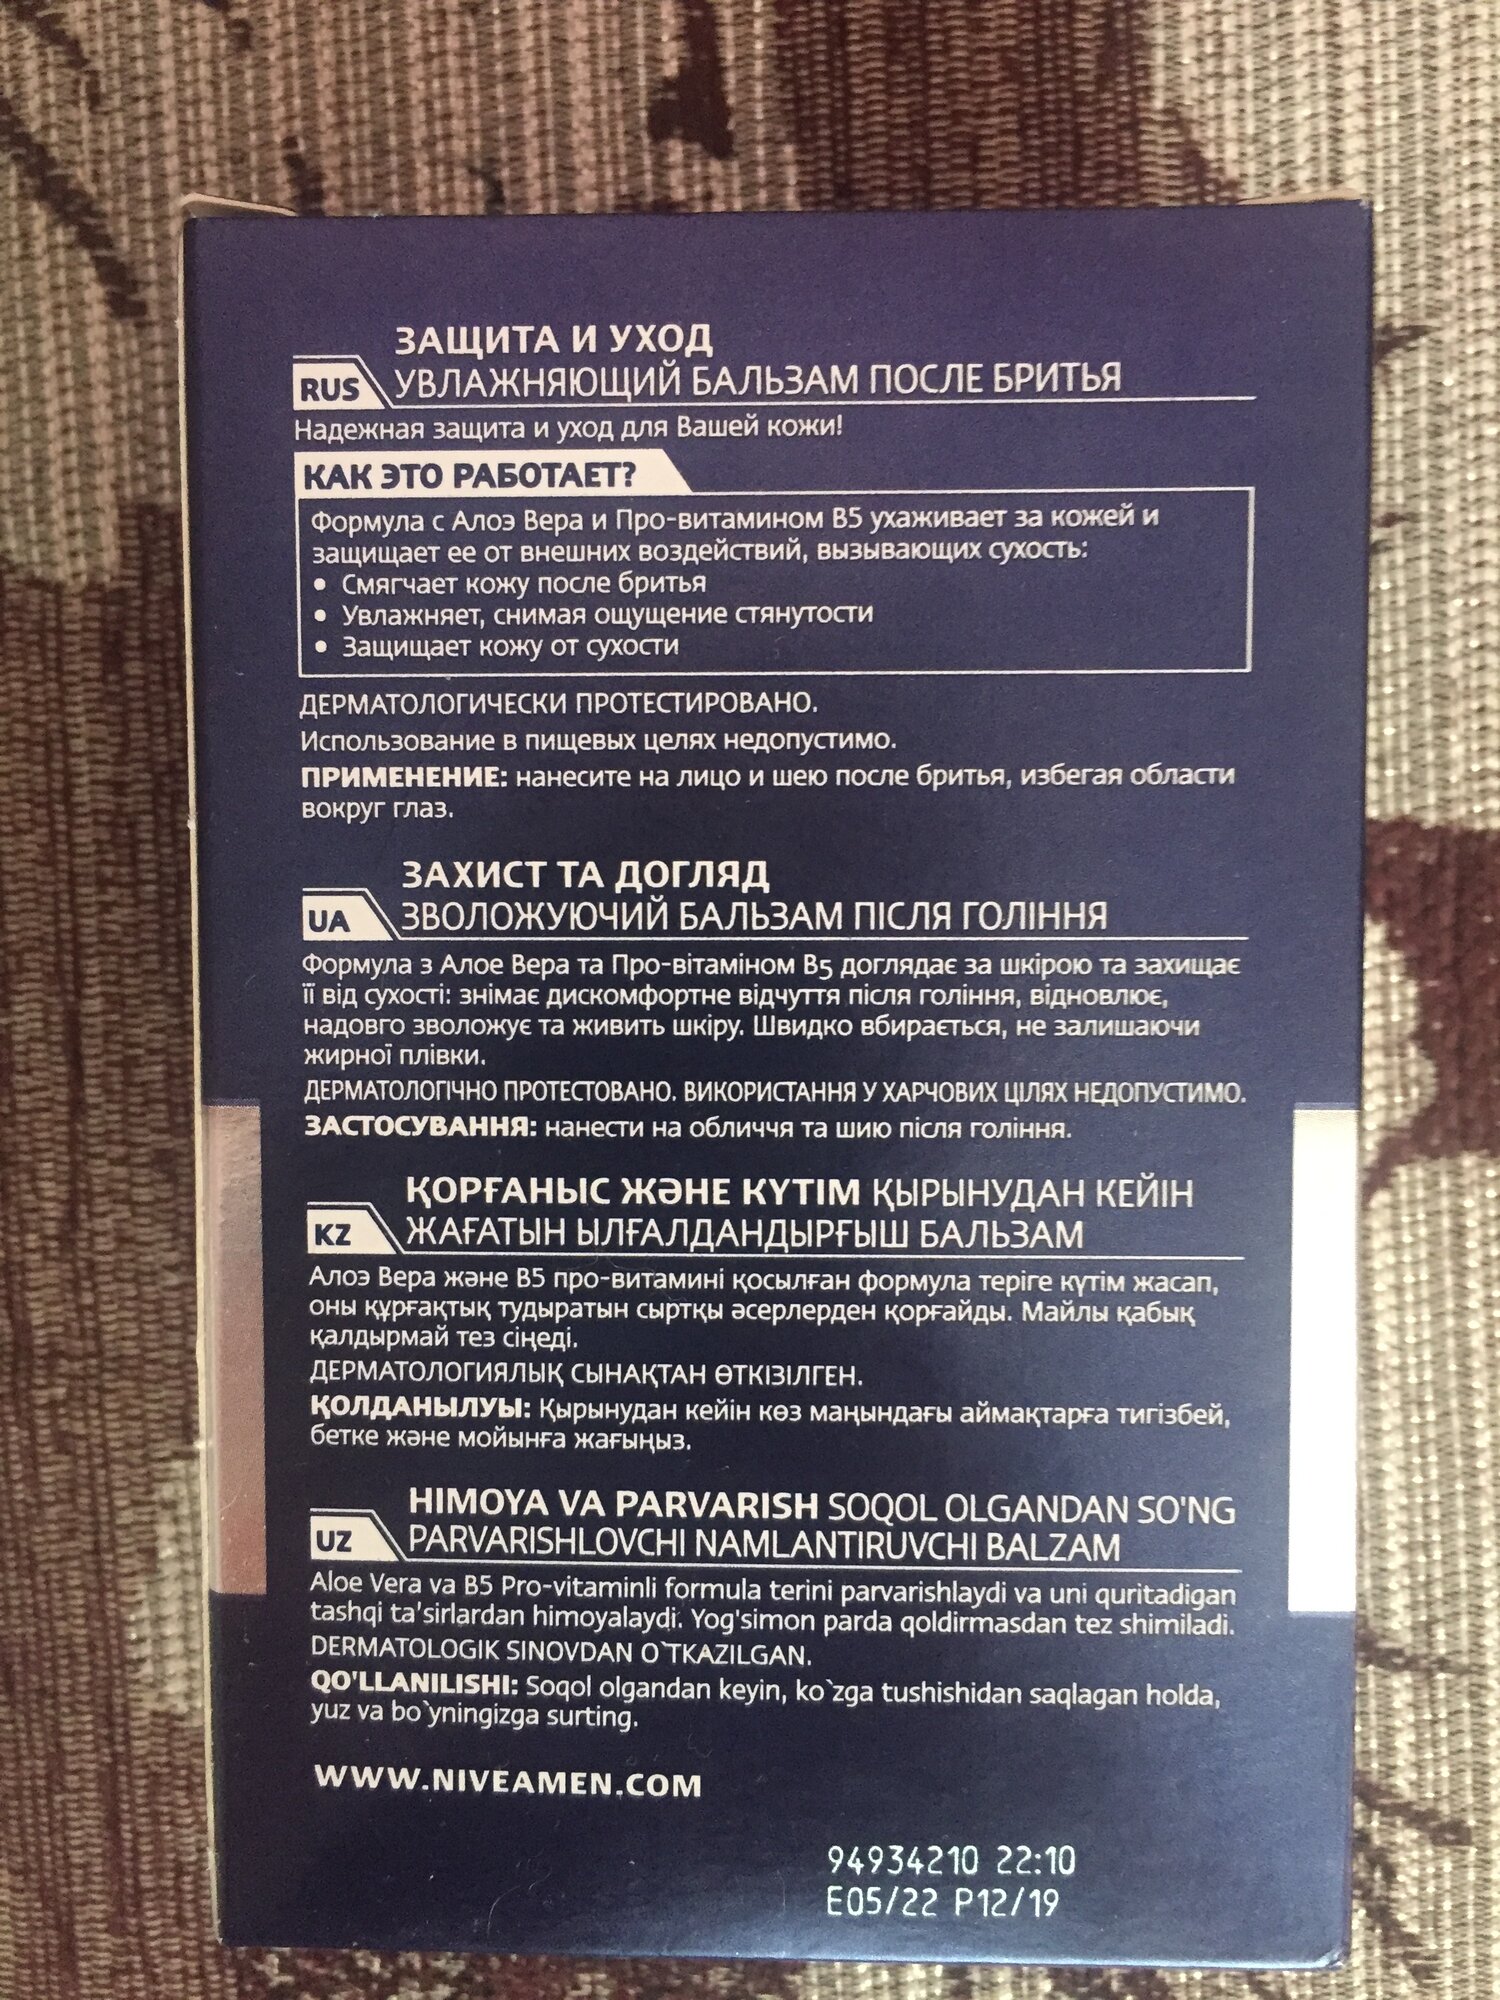 ЗАЩИТА И УХОД
RUS УВЛАЖНЯЮЩИЙ БАЛЬЗАМ ПОСЛЕ БРИТЬЯ
Надежная защита и уход для Вашей кожи!
КАК ЭТО РАБОТАЕТ?
Формула с Алоэ Вера и Про-витамином В5 ухаживает за кожей и
защищает ее от внешних воздействий, вызывающих сухость:
• Смягчает кожу после бритья
• Увлажняет, снимая ощущение стянутости
• Защищает кожу от сухости
ДЕРМАТОЛОГИЧЕСКИ ПРОТЕСТИРОВАНО.
Использование в пищевых целях недопустимо.
ПРИМЕНЕНИЕ: нанесите на лицо и шею после бритья, избегая области
вокруг глаз.
ЗАХИСТ ТА ДОГЛЯД
UA ЗВОЛОЖУЮЧИЙ БАЛЬЗАМ ПІСЛЯ ГОЛІННЯ
Формула з Алое Вера та Про-вітаміном В5 доглядає за шкірою та захищає
її від сухості: знімає дискомфортне відчуття після гоління, відновлює,
надовго зволожує та живить шкіру. Швидко вбирається, не залишаючи
жирної плівки.
ДЕРМАТОЛОГІЧНО ПРОТЕСТОВАНО. ВИКОРИСТАННЯ У ХАРЧОВИХ ЦІЛЯХ НЕДОПУСТИМО.
ЗАСТОСУВАННЯ: нанести на обличчя та шию після гоління.
ҚОРҒАНЫС ЖӘНЕ КҮТІМ ҚЫРЫНУДАН КЕЙІН
KZ ЖАҒАТЫН ЫЛҒАЛДАНДЫРҒЫШ БАЛЬЗАМ
Алоэ Вера және В5 про-витамині қосылған формула теріге күтім жасап,
оны құрғақтық тудыратын сыртқы әсерлерден қорғайды. Майлы қабық
қалдырмай тез сіңеді.
ДЕРМАТОЛОГИЯЛЫҚ СЫНАҚТАН ӨТКІЗІЛГЕН.
ҚОЛДАНЫЛУЫ: Қырынудан кейін көз маңындағы аймақтарға тигізбей,
бетке және мойынға жағыңыз.
HIMOYA VA PARVARISH SOQOL OLGANDAN SO'NG
UZ PARVARISHLOVCHI NAMLANTIRUVCHI BALZAM
Aloe Vera va B5 Pro-vitaminli formula terini parvarishlaydi va uni quritadigan
tashqi ta'sirlardan himoyalaydi. Yog'simon parda qoldirmasdan tez shimiladi.
DERMATOLOGIK SINOVDAN O`TKAZILGAN.
QO'LLANILISHI: Soqol olgandan keyin, ko`zga tushishidan saqlagan holda,
yuz va bo`yningizga surting.
WWW.NIVEAMEN.COM
94934210 22:10
E05/22 P12/19